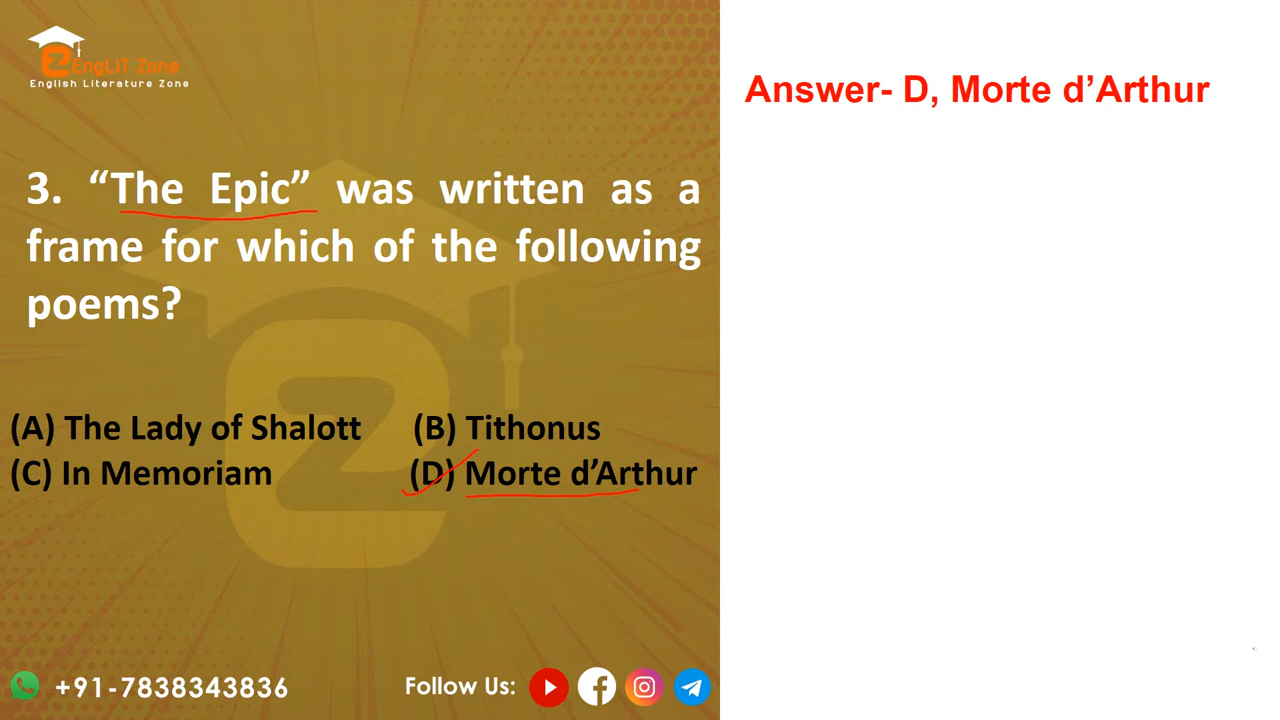 EngLIT Zone
English Literature Zone
3. “The Epic” was written as a
frame for which of the following
poems?
(A) The Lady of Shalott (B) Tithonus
(C) In Memoriam (D) Morte d’Arthur
+91-7838343836 Follow Us:
Answer- D, Morte d’Arthur